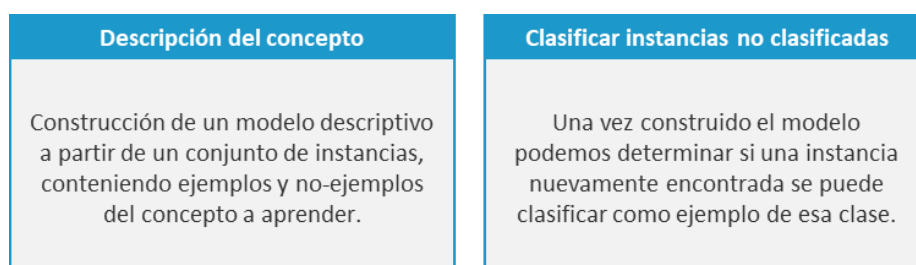 Descripción del concepto
Construcción de un modelo descriptivo
a partir de un conjunto de instancias,
conteniendo ejemplos y no-ejemplos
del concepto a aprender.
Clasificar instancias no clasificadas
Una vez construido el modelo
podemos determinar si una instancia
nuevamente encontrada se puede
clasificar como ejemplo de esa clase.